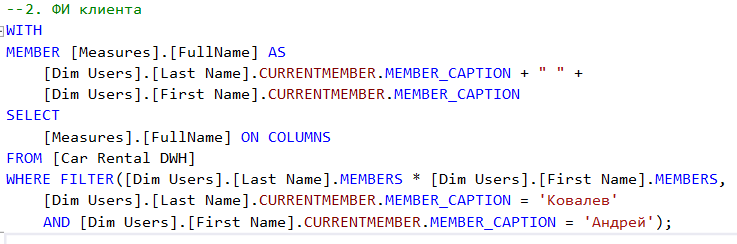 --2. ФИ клиента
WITH
MEMBER [Measures].[FullName] AS
[Dim Users].[Last Name].CURRENTMEMBER.MEMBER_CAPTION + " " +
[Dim Users].[First Name].CURRENTMEMBER.MEMBER_CAPTION
SELECT
[Measures].[FullName] ON COLUMNS
FROM [Car Rental DWH]
WHERE FILTER([Dim Users].[Last Name].MEMBERS * [Dim Users].[First Name].MEMBERS,
[Dim Users].[Last Name].CURRENTMEMBER.MEMBER_CAPTION = 'Ковалев'
AND [Dim Users].[First Name].CURRENTMEMBER.MEMBER_CAPTION = 'Андрей');